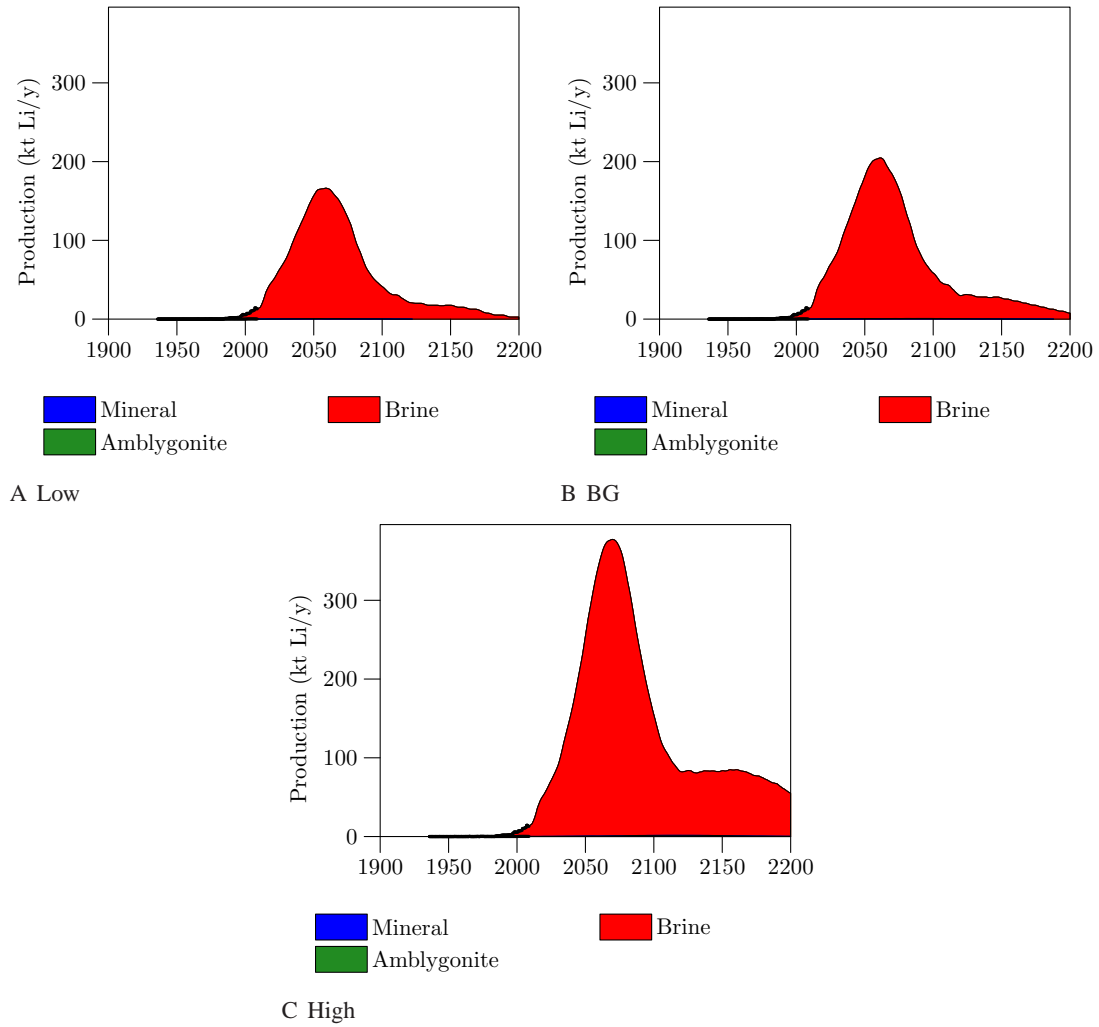 Production (kt Li/y)
300
200
100
0
1900 1950 2000 2050 2100 2150 2200
Mineral Brine
Amblygonite
A Low
Production (kt Li/y)
300
200
100
0
1900 1950 2000 2050 2100 2150 2200
Mineral Brine
Amblygonite
B BG
Production (kt Li/y)
300
200
100
0
1900 1950 2000 2050 2100 2150 2200
Mineral Brine
Amblygonite
C High